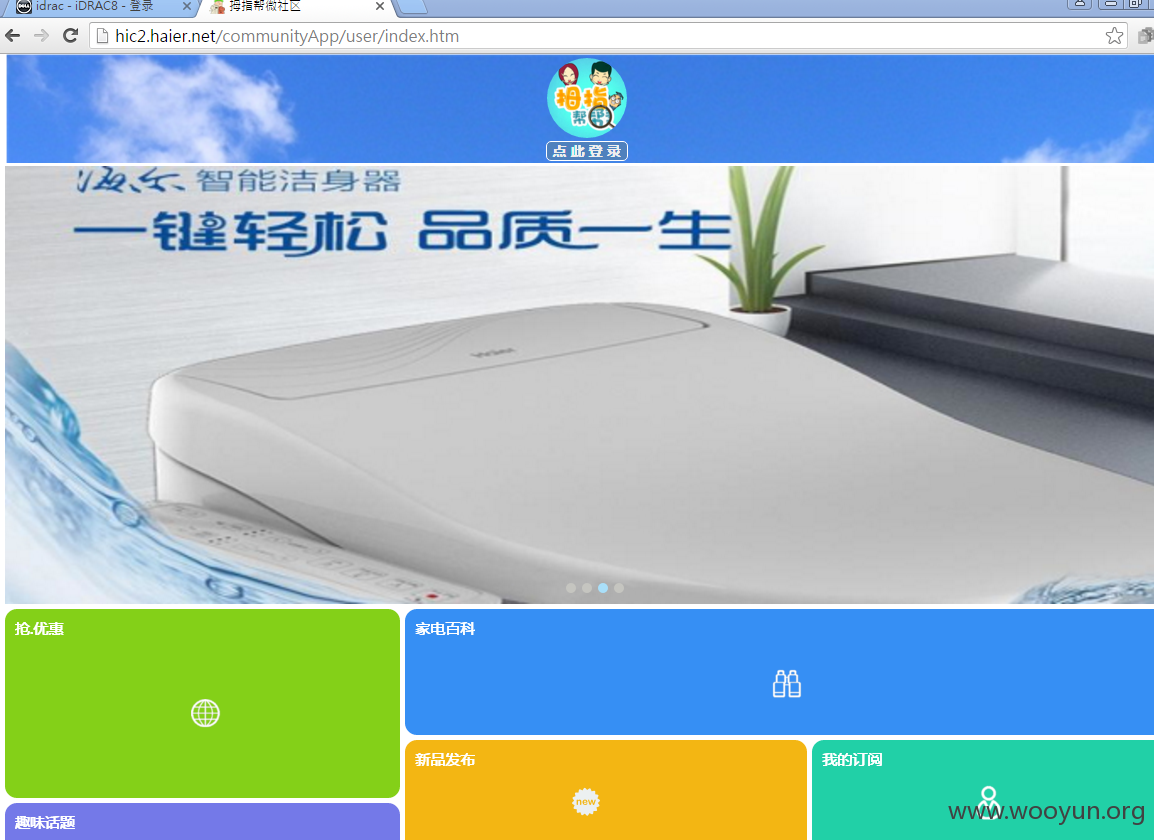 idrac - iDRAC8 - 登录
拇指帮微社区
hic2.haier.net/communityApp/user/index.htm
拇指
帮帮
点此登录
海尔 智能洁身器
一键轻松 品质一生
Haier
抢.优惠
家电百科
新品发布
new
我的订阅
趣味话题
www.wooyun.org